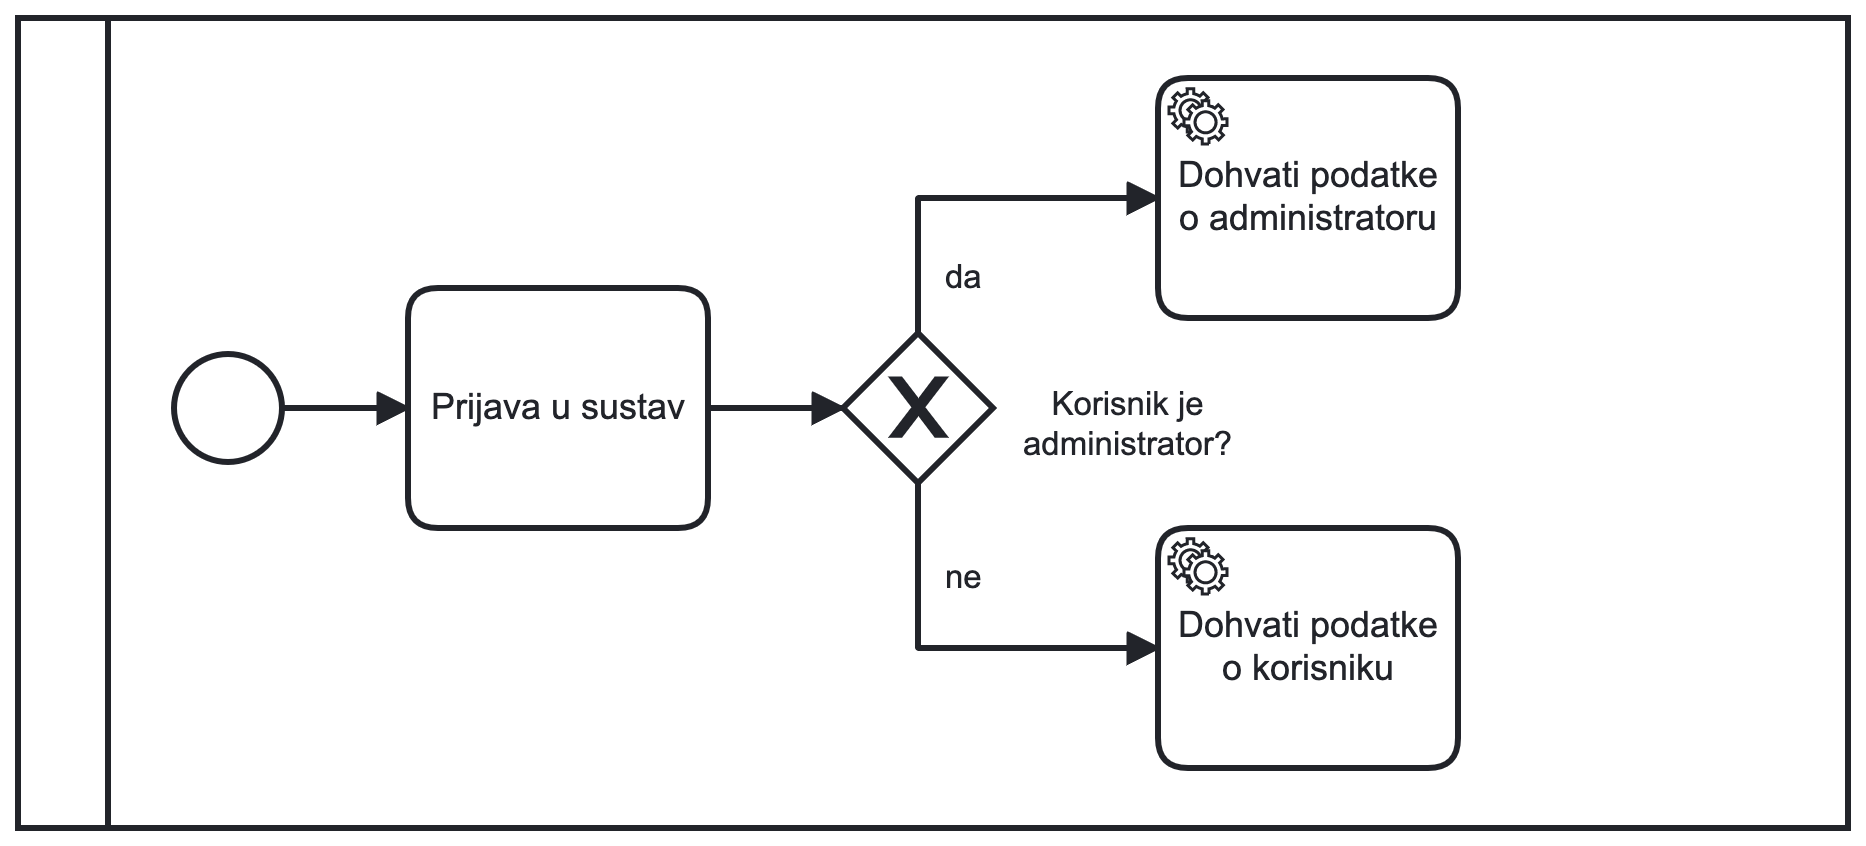 Prijava u sustav
da
Dohvati podatke
o administratoru
Korisnik je
administrator?
ne
Dohvati podatke
o korisniku